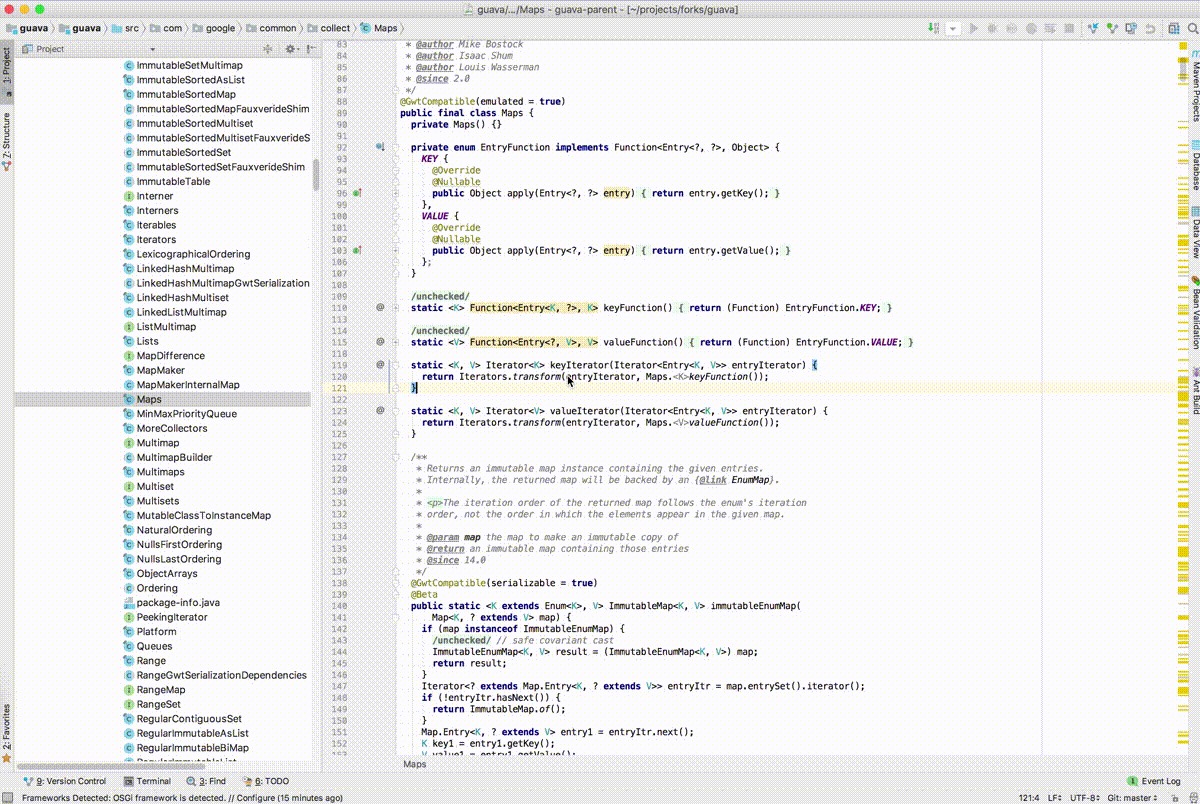 guava/.../Maps - guava-parent - [~/projects/forks/guava]
guava guava src com google common collect Maps
1: Project
Z: Structure
2: Favorites
Project
ImmutableSetMultimap
ImmutableSortedAsList
ImmutableSortedMap
ImmutableSortedMapFauxverideShim
ImmutableSortedMultiset
ImmutableSortedMultisetFauxverideS
ImmutableSortedSet
ImmutableSortedSetFauxverideShim
ImmutableTable
Interner
Interners
Iterables
Iterators
LexicographicalOrdering
LinkedHashMultimap
LinkedHashMultimapGwtSerialization
LinkedHashMultiset
LinkedListMultimap
ListMultimap
Lists
MapDifference
MapMaker
MapMakerInternalMap
Maps
MinMaxPriorityQueue
MoreCollectors
Multimap
MultimapBuilder
Multimaps
Multiset
Multisets
MutableClassToInstanceMap
NaturalOrdering
NullsFirstOrdering
NullsLastOrdering
ObjectArrays
Ordering
package-info.java
PeekingIterator
Platform
Queues
Range
RangeGwtSerializationDependencies
RangeMap
RangeSet
RegularContiguousSet
RegularImmutableAsList
RegularImmutableBiMap
RegularImmutableList
83 * @author Mike Bostock
84 * @author Isaac Shum
85 * @author Louis Wasserman
86 * @since 2.0
87 */
88 @GwtCompatible(emulated = true)
89 public final class Maps {
90 private Maps() {}
91
92 private enum EntryFunction implements Function<Entry<?, ?>, Object> {
93 KEY {
94 @Override
95 @Nullable
96 public Object apply(Entry<?, ?> entry) { return entry.getKey(); }
99 },
100 VALUE {
101 @Override
102 @Nullable
103 public Object apply(Entry<?, ?> entry) { return entry.getValue(); }
106 };
107 }
108
109 /unchecked/
110 static <K> Function<Entry<K, ?>, K> keyFunction() { return (Function) EntryFunction.KEY; }
113
114 /unchecked/
115 static <V> Function<Entry<?, V>, V> valueFunction() { return (Function) EntryFunction.VALUE; }
118
119 static <K, V> Iterator<K> keyIterator(Iterator<Entry<K, V>> entryIterator) {
120 return Iterators.transform(entryIterator, Maps.<K>keyFunction());
121 }
122
123 static <K, V> Iterator<V> valueIterator(Iterator<Entry<K, V>> entryIterator) {
124 return Iterators.transform(entryIterator, Maps.<V>valueFunction());
125 }
126
127 /**
128 * Returns an immutable map instance containing the given entries.
129 * Internally, the returned map will be backed by an {@link EnumMap}.
130 *
131 * <p>The iteration order of the returned map follows the enum's iteration
132 * order, not the order in which the elements appear in the given map.
133 *
134 * @param map the map to make an immutable copy of
135 * @return an immutable map containing those entries
136 * @since 14.0
137 */
138 @GwtCompatible(serializable = true)
139 @Beta
140 public static <K extends Enum<K>, V> ImmutableMap<K, V> immutableEnumMap(
141 Map<K, ? extends V> map) {
142 if (map instanceof ImmutableEnumMap) {
143 /unchecked/ // safe covariant cast
144 ImmutableEnumMap<K, V> result = (ImmutableEnumMap<K, V>) map;
145 return result;
146 }
147 Iterator<? extends Map.Entry<K, ? extends V>> entryItr = map.entrySet().iterator();
148 if (!entryItr.hasNext()) {
149 return ImmutableMap.of();
150 }
151 Map.Entry<K, ? extends V> entry1 = entryItr.next();
152 K key1 = entry1.getKey();
153 V value1 = entry1.getValue();
Maps
Maven Projects
Database
Data View
Bean Validation
Ant Build
9: Version Control Terminal 3: Find 6: TODO Event Log
Frameworks Detected: OSGi framework is detected. // Configure (15 minutes ago) 121:4 LF UTF-8 Git: master